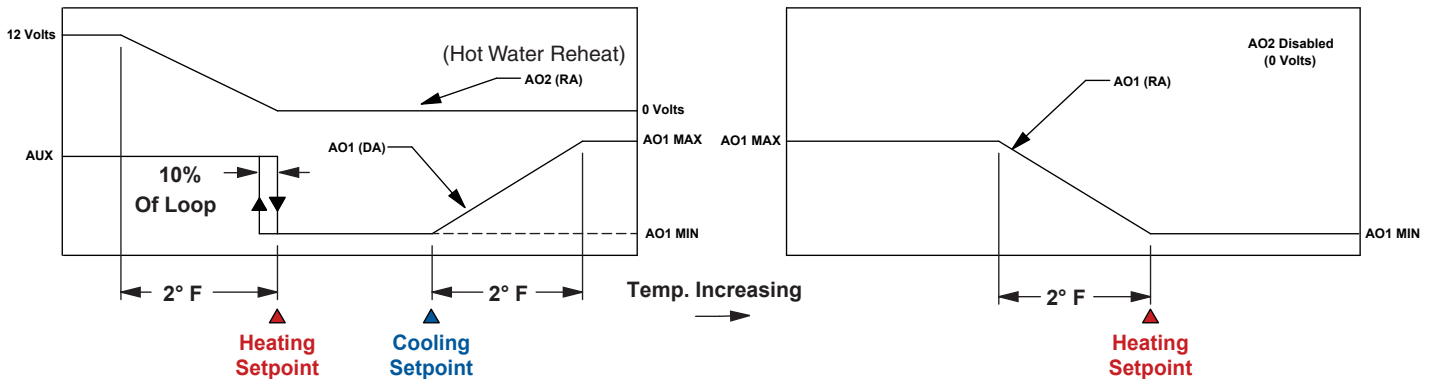 12 Volts
(Hot Water Reheat)
AO2 (RA)
0 Volts
AUX
10%
Of Loop
AO1 (DA)
AO1 MAX
AO1 MIN
2° F
2° F
Heating
Setpoint
Cooling
Setpoint
Temp. Increasing
AO2 Disabled
(0 Volts)
AO1 (RA)
AO1 MAX
AO1 MIN
2° F
Heating
Setpoint